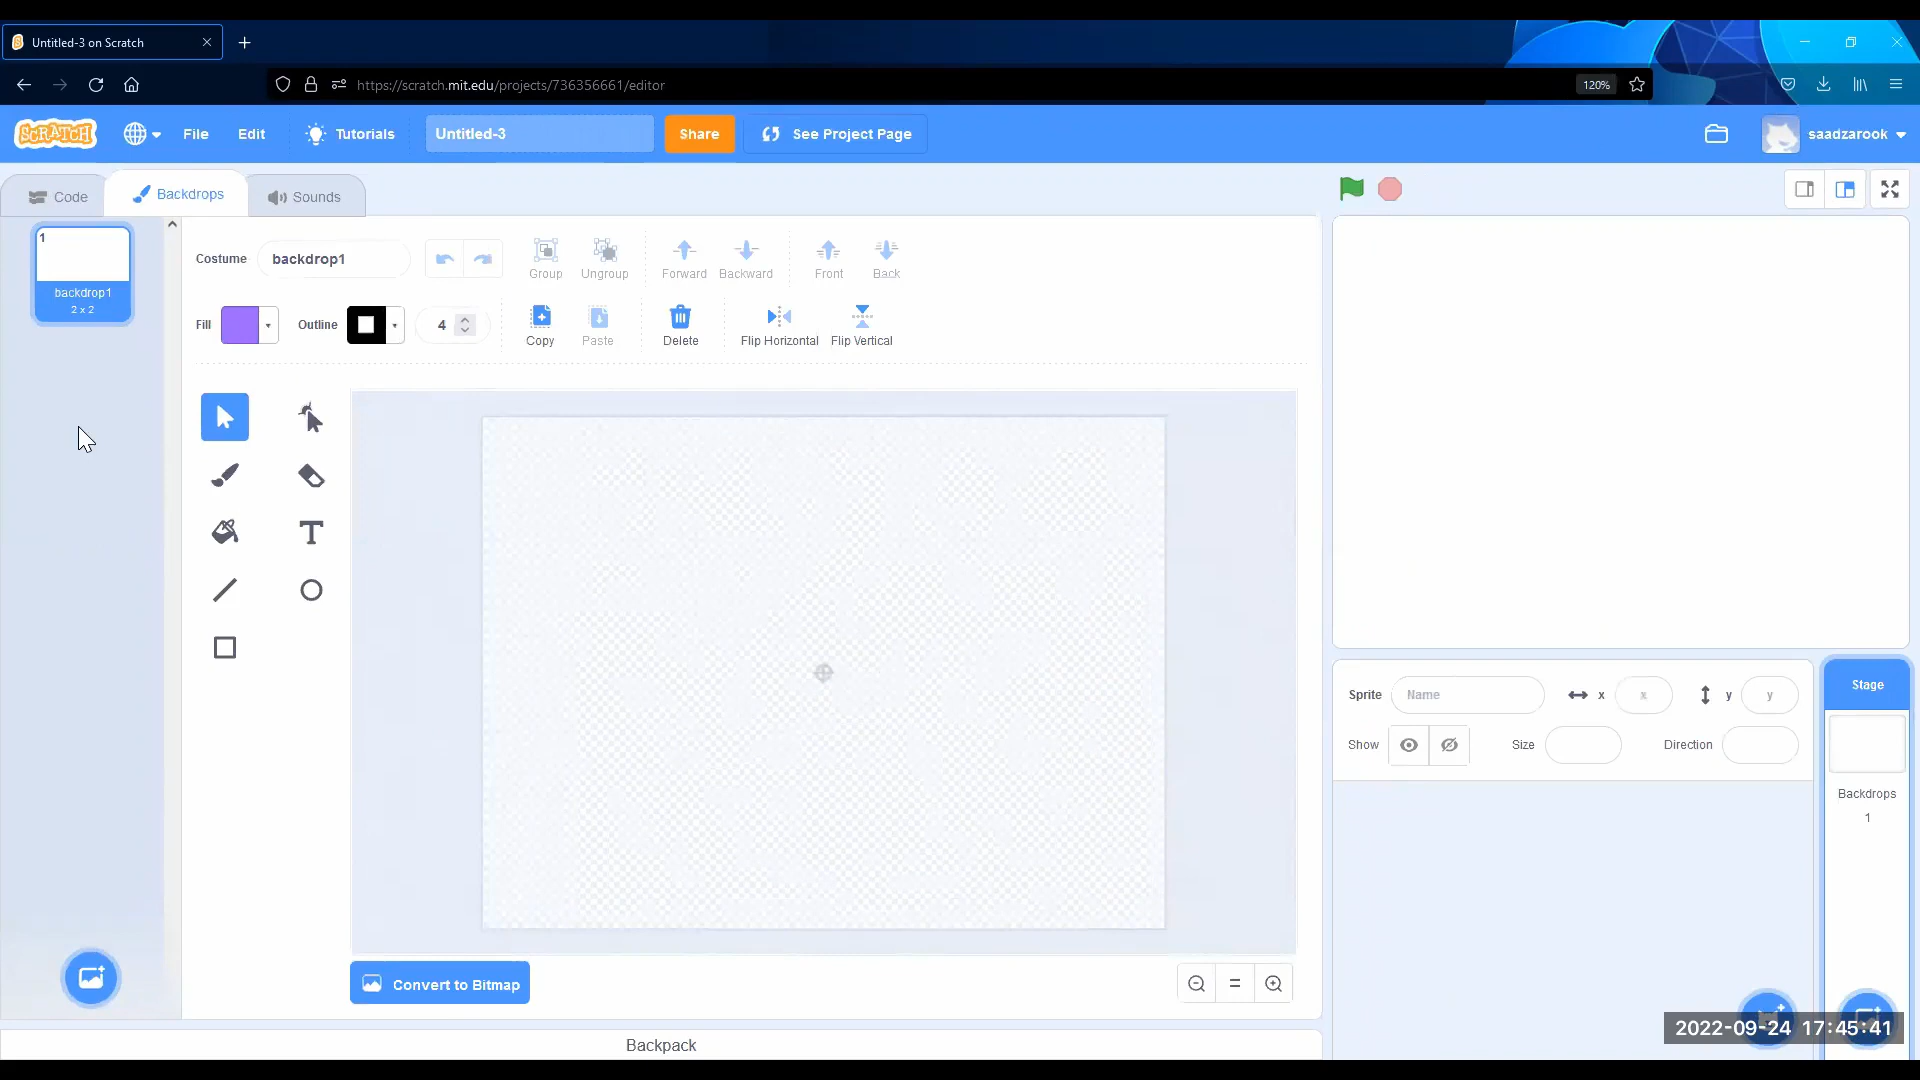 Untitled-3 on Scratch
https://scratch.mit.edu/projects/736356661/editor
120%
SCRATCH
File
Edit
Tutorials
Untitled-3
Share
See Project Page
saadzarook
Code
Backdrops
Sounds
1
backdrop1
2 x 2
Costume
backdrop1
Group
Ungroup
Forward
Backward
Front
Back
Fill
Outline
4
Copy
Paste
Delete
Flip Horizontal
Flip Vertical
Convert to Bitmap
Backpack
Sprite
Name
x
x
y
y
Show
Size
Direction
Stage
Backdrops
1
2022-09-24 17:45:41